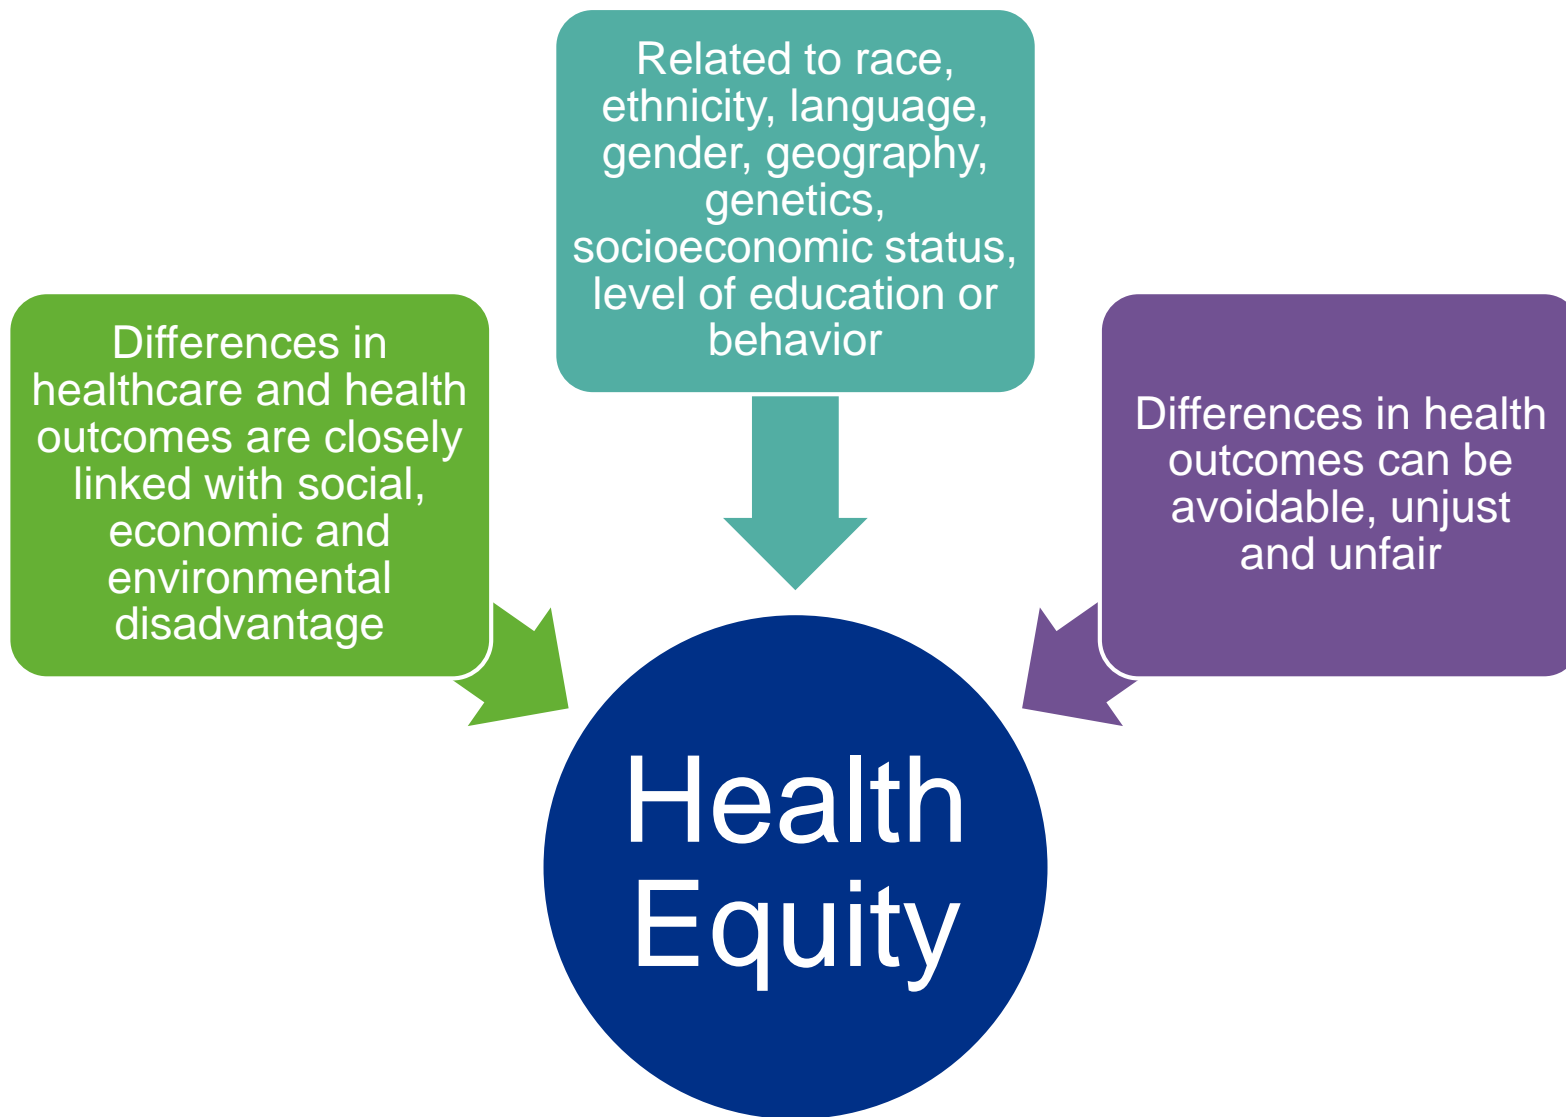 Related to race,
ethnicity, language,
gender, geography,
genetics,
socioeconomic status,
level of education or
behavior
Differences in
healthcare and health
outcomes are closely
linked with social,
economic and
environmental
disadvantage
Differences in health
outcomes can be
avoidable, unjust
and unfair
Health
Equity